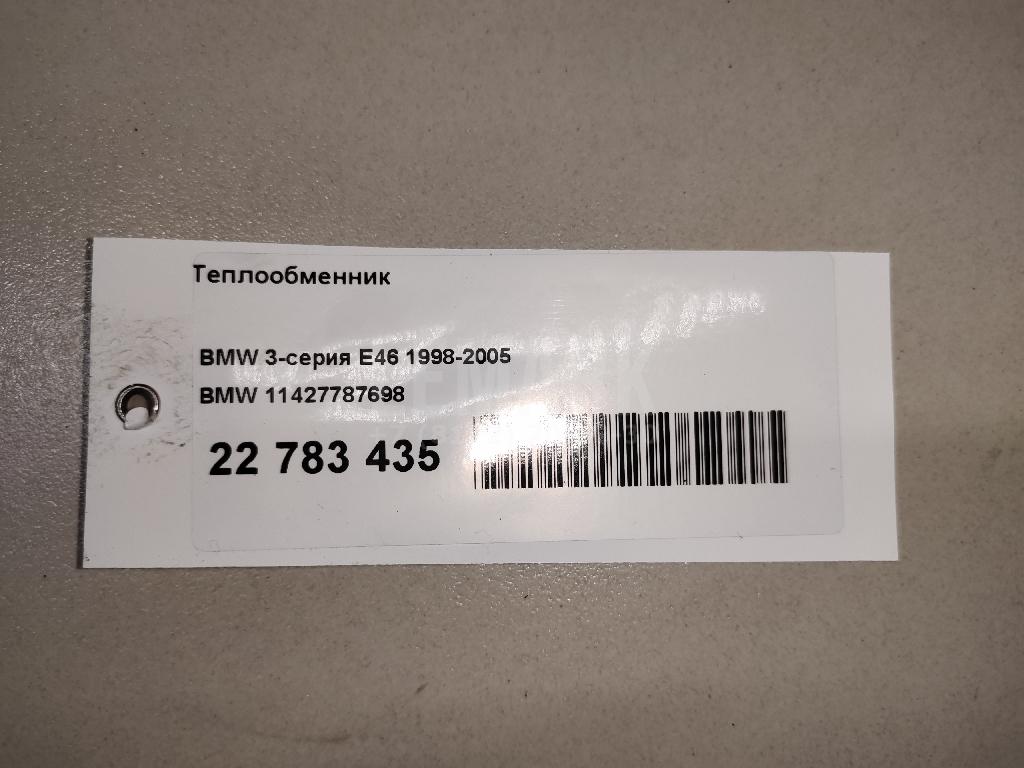 Теплообменник
BMW 3-серия E46 1998-2005
BMW 11427787698
22 783 435